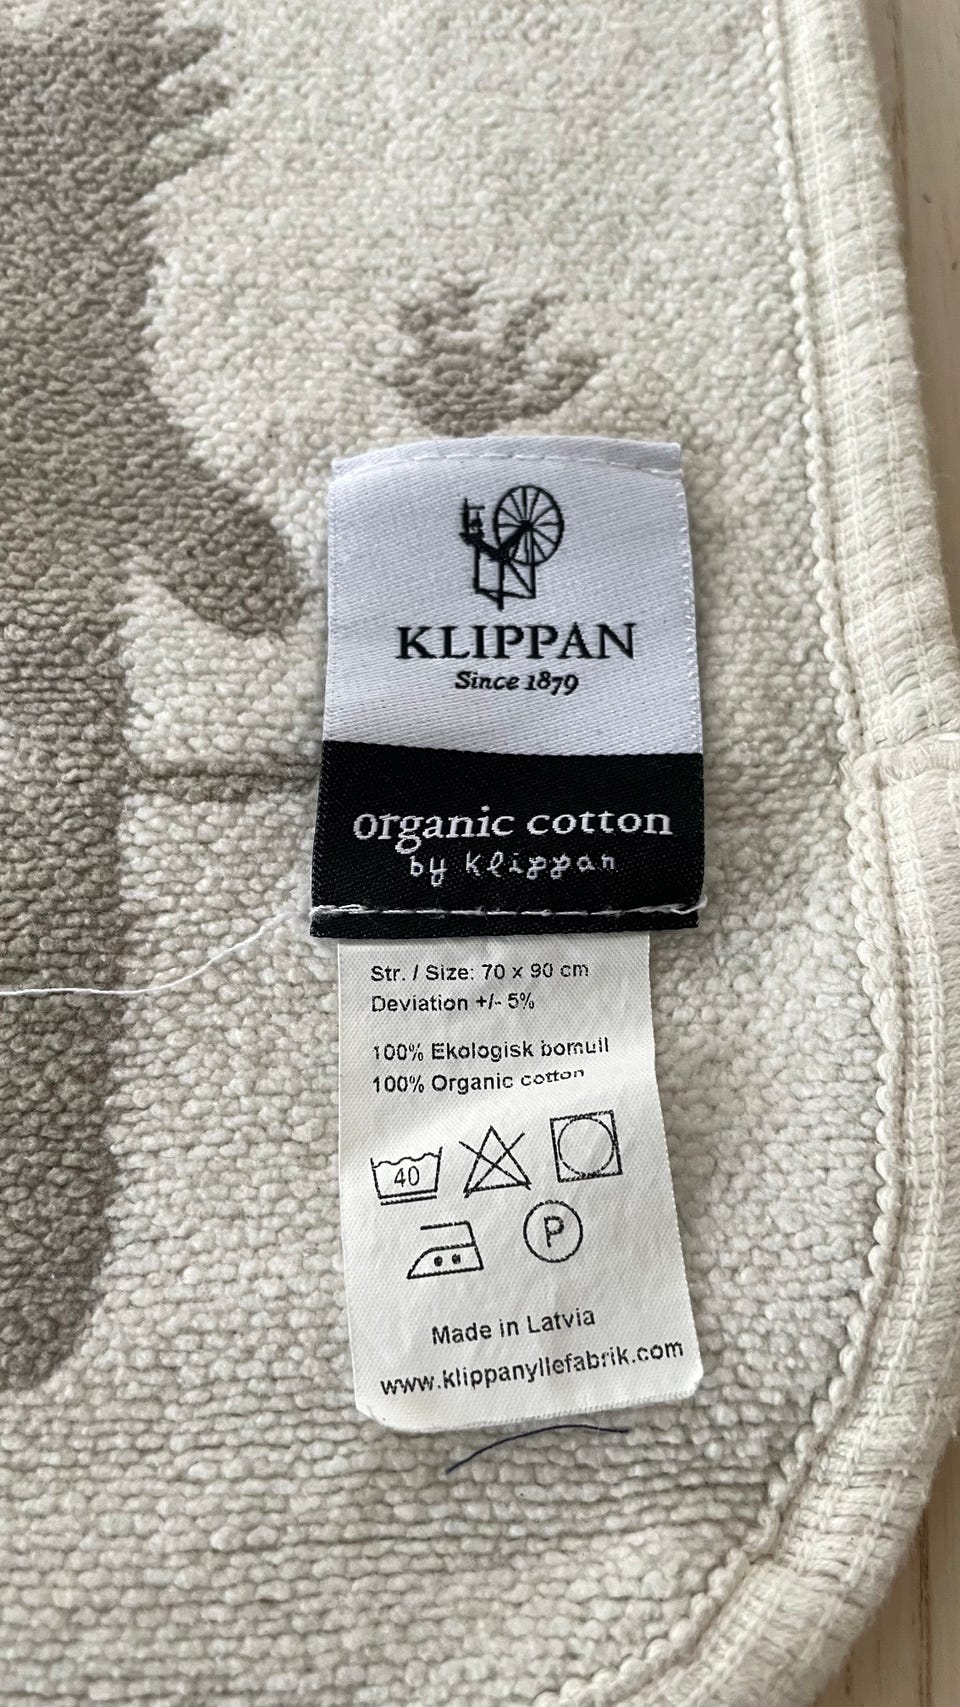 KLIPPAN
Since 1879
organic cotton
by klippan
Str. / Size: 70 x 90 cm
Deviation +/- 5%
100% Ekologisk bomull
100% Organic cotton
40
P
Made in Latvia
www.klippanyllefabrik.com